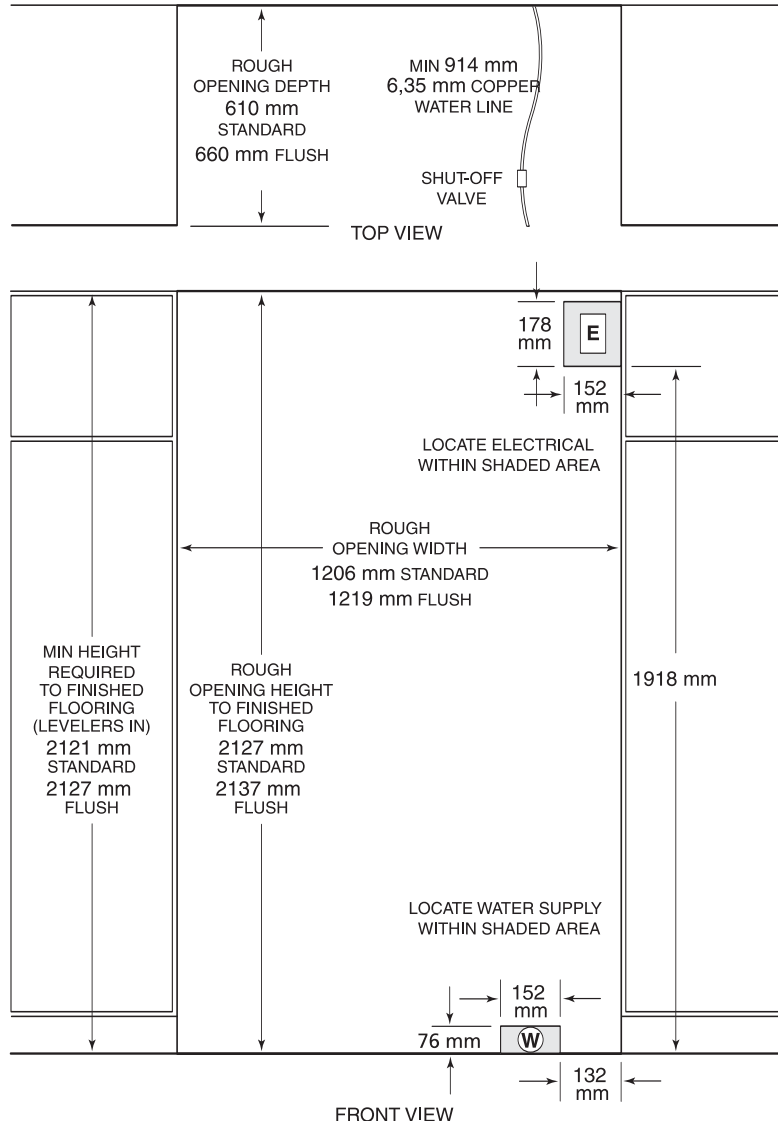 ROUGH
OPENING DEPTH
610 mm
STANDARD
660 mm FLUSH
MIN 914 mm
6,35 mm COPPER
WATER LINE
SHUT-OFF
VALVE
TOP VIEW
178
mm
E
152
mm
LOCATE ELECTRICAL
WITHIN SHADED AREA
ROUGH
OPENING WIDTH
1206 mm STANDARD
1219 mm FLUSH
MIN HEIGHT
REQUIRED
TO FINISHED
FLOORING
(LEVELERS IN)
2121 mm
STANDARD
2127 mm
FLUSH
ROUGH
OPENING HEIGHT
TO FINISHED
FLOORING
2127 mm
STANDARD
2137 mm
FLUSH
1918 mm
LOCATE WATER SUPPLY
WITHIN SHADED AREA
152
mm
76 mm
W
132
mm
FRONT VIEW